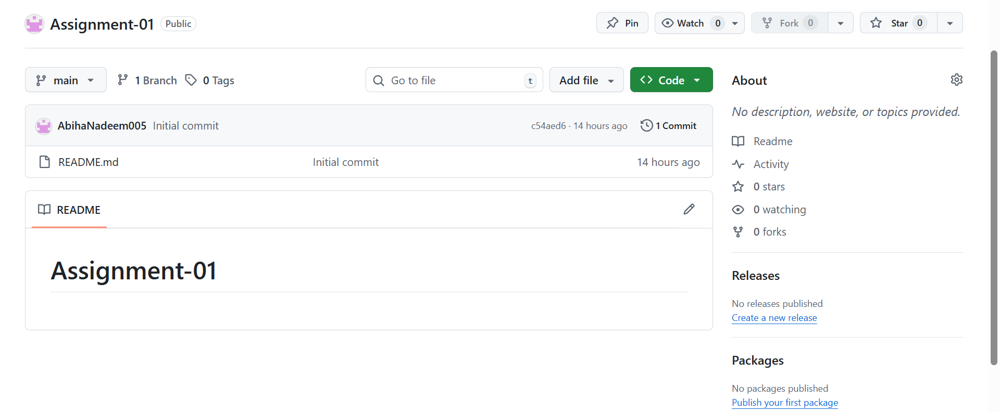 Assignment-01 Public
Pin Watch 0 Fork 0 Star 0
main 1 Branch 0 Tags Go to file t Add file Code
AbihaNadeem005 Initial commit c54aed6 · 14 hours ago 1 Commit
README.md Initial commit 14 hours ago
README
Assignment-01
About
No description, website, or topics provided.
Readme
Activity
0 stars
0 watching
0 forks
Releases
No releases published
Create a new release
Packages
No packages published
Publish your first package